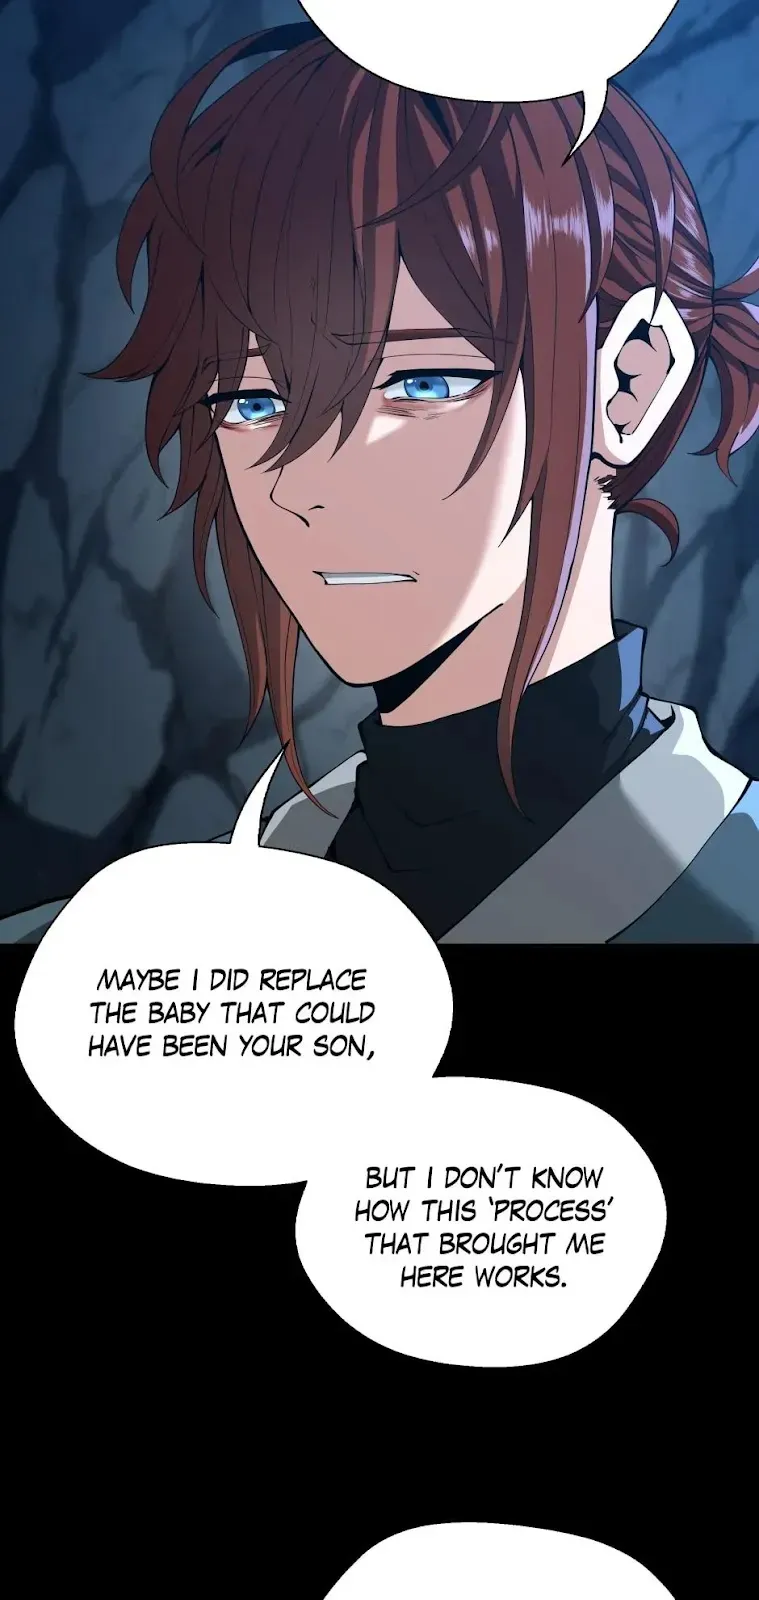 MAYBE I DID REPLACE
THE BABY THAT COULD
HAVE BEEN YOUR SON,
BUT I DON'T KNOW
HOW THIS 'PROCESS'
THAT BROUGHT ME
HERE WORKS.